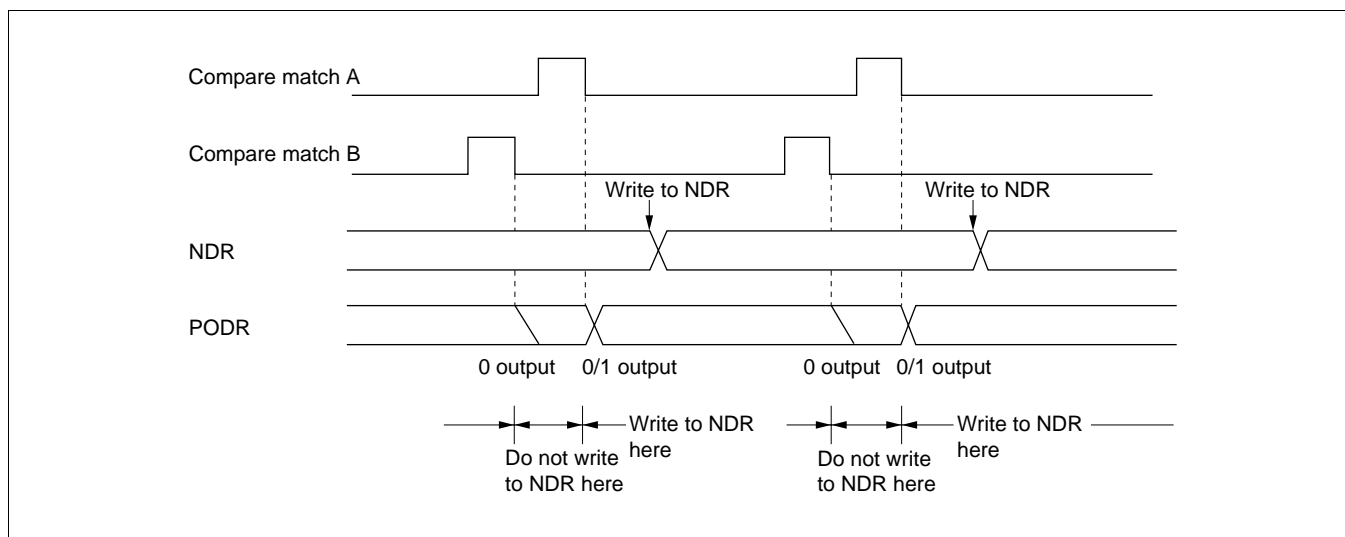 Compare match A
Compare match B
Write to NDR
Write to NDR
NDR
PODR
0 output
0/1 output
0 output
0/1 output
Write to NDR
here
Write to NDR
here
Do not write
to NDR here
Do not write
to NDR here